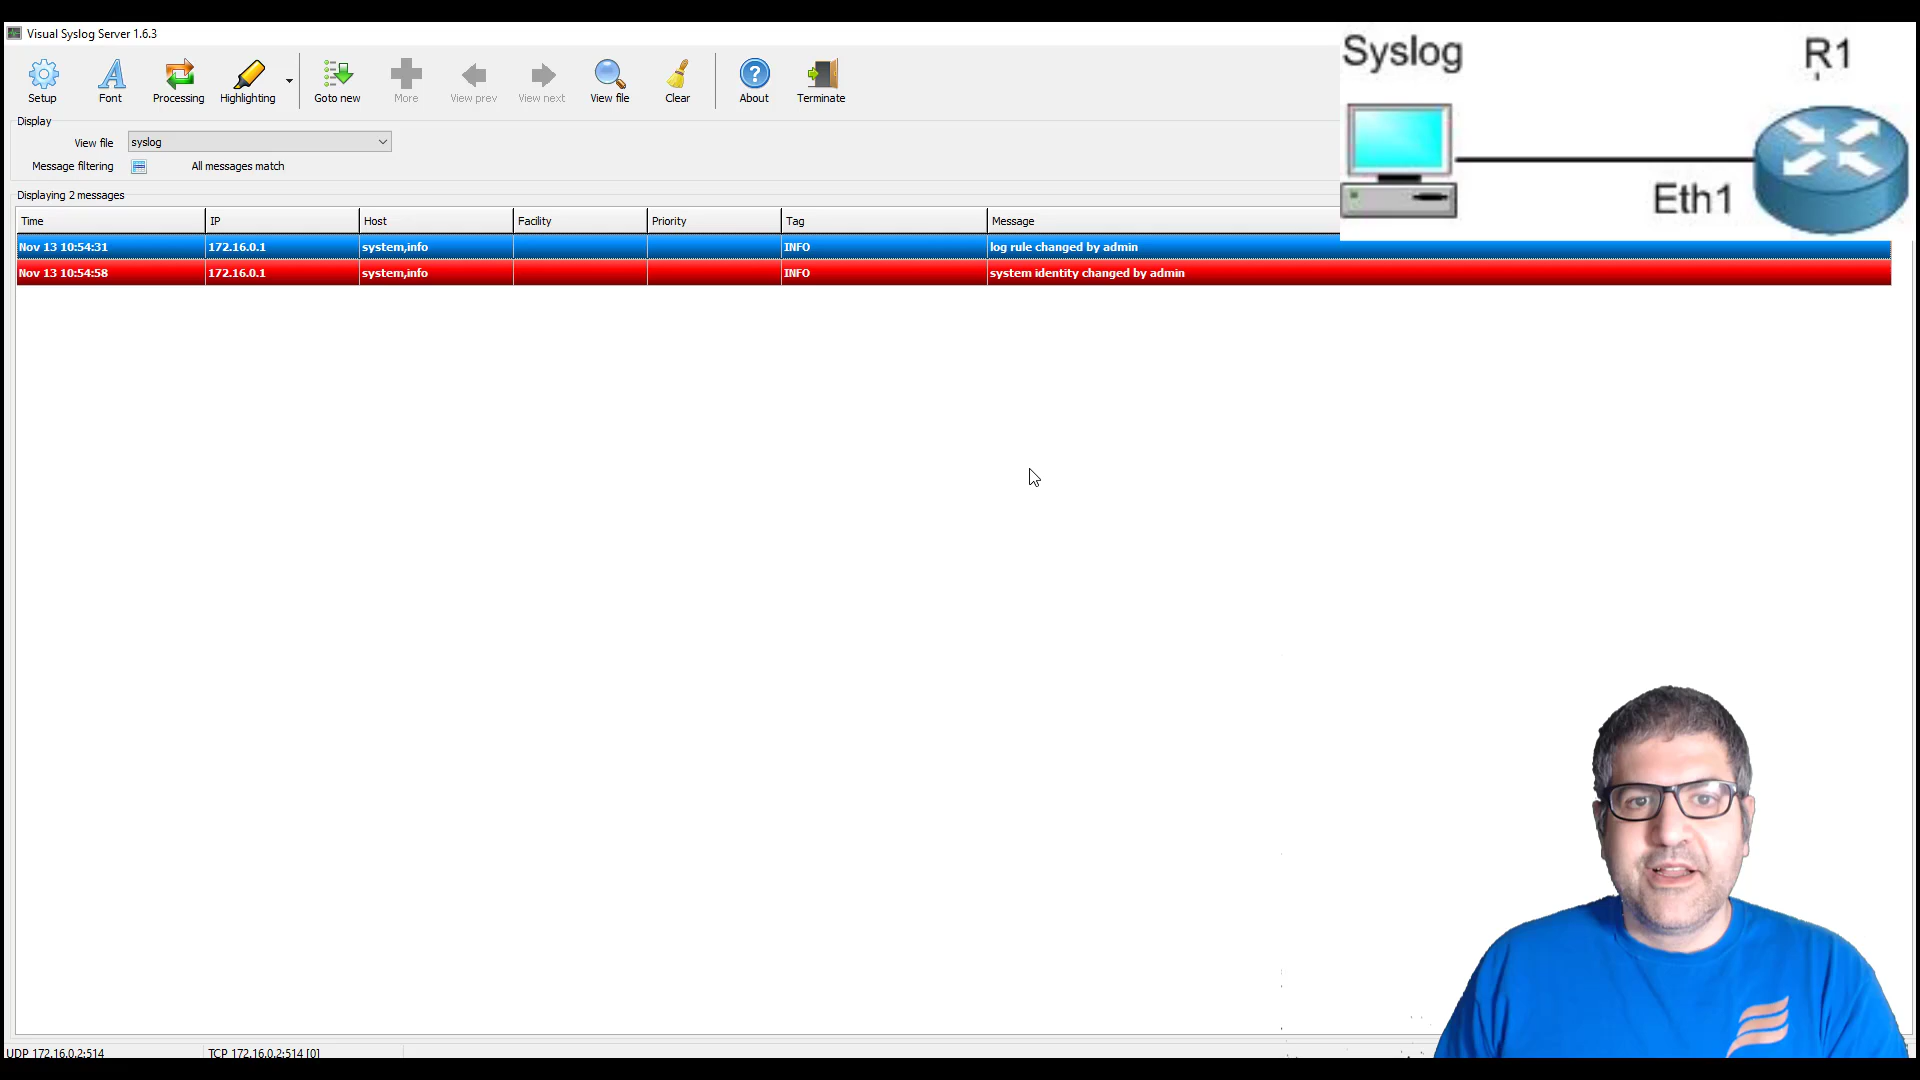 Visual Syslog Server 1.6.3
Setup
Font
Processing
Highlighting
Goto new
More
View prev
View next
View file
Clear
About
Terminate
Syslog
R1
Eth1
Display
View file syslog
Message filtering All messages match
Displaying 2 messages
Time IP Host Facility Priority Tag Message
Nov 13 10:54:31 172.16.0.1 system,info INFO log rule changed by admin
Nov 13 10:54:58 172.16.0.1 system,info INFO system identity changed by admin
UDP 172.16.0.2:514 TCP 172.16.0.2:514 [0]